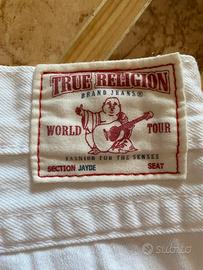 TRUE RELIGION
BRAND JEANS®
WORLD TOUR
FASHION FOR THE SENSES
SECTION JAYDE SEAT
subito